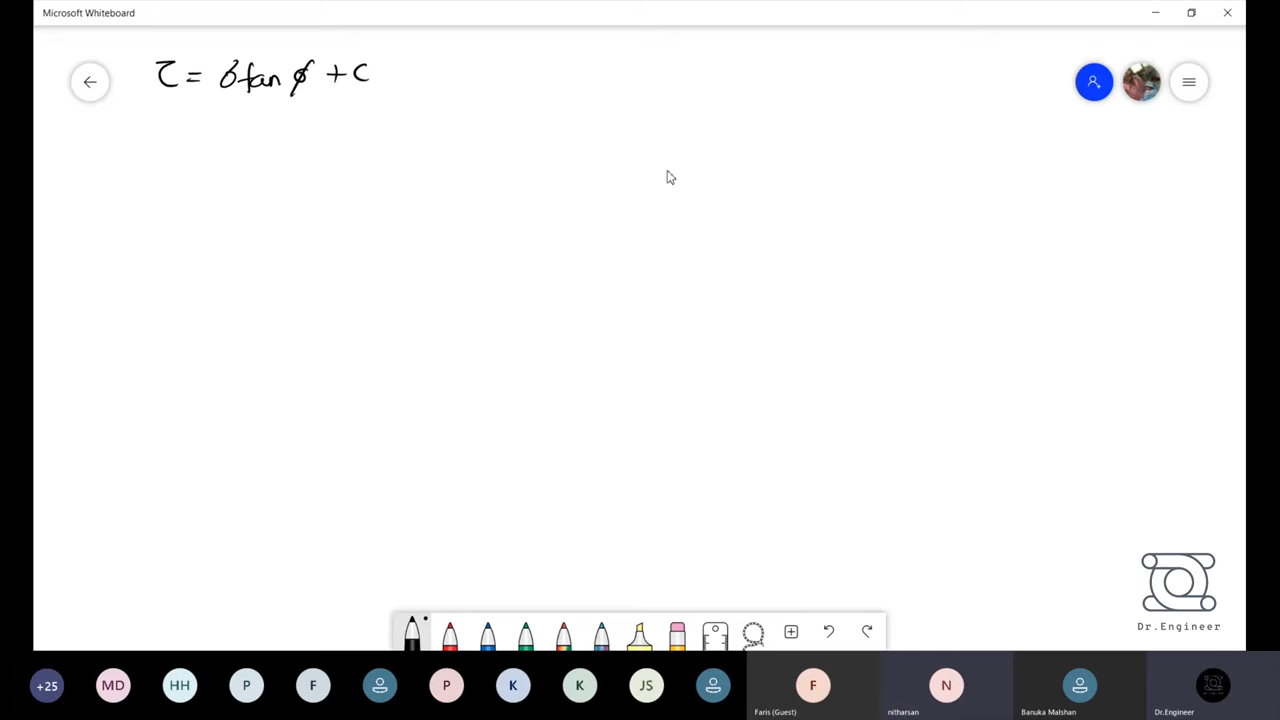 Microsoft Whiteboard
τ = σ tan φ + c
Dr.Engineer
+25 MD HH P F P K K JS F N
Faris (Guest) nitharsan Banuka Malshan Dr.Engineer